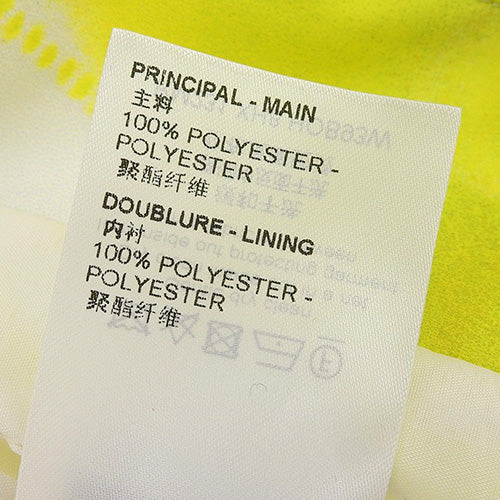 PRINCIPAL - MAIN
主料
100% POLYESTER -
POLYESTER
聚酯纤维
DOUBLURE - LINING
内衬
100% POLYESTER -
POLYESTER
聚酯纤维